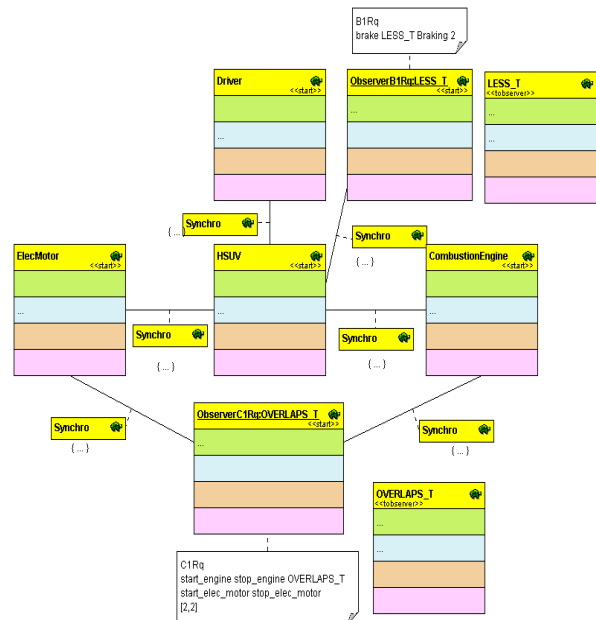 B1Rq
brake LESS_T Braking 2
Driver
<<start>>
...
ObserverB1Rq:LESS_T
<<start>>
...
LESS_T
<<tobserver>>
...
...
Synchro
{ ... }
Synchro
{ ... }
ElecMotor
<<start>>
...
HSUV
<<start>>
...
CombustionEngine
<<start>>
...
Synchro
{ ... }
Synchro
{ ... }
Synchro
{ ... }
ObserverC1Rq:OVERLAPS_T
<<start>>
...
Synchro
{ ... }
OVERLAPS_T
<<tobserver>>
...
...
C1Rq
start_engine stop_engine OVERLAPS_T
start_elec_motor stop_elec_motor
[2,2]